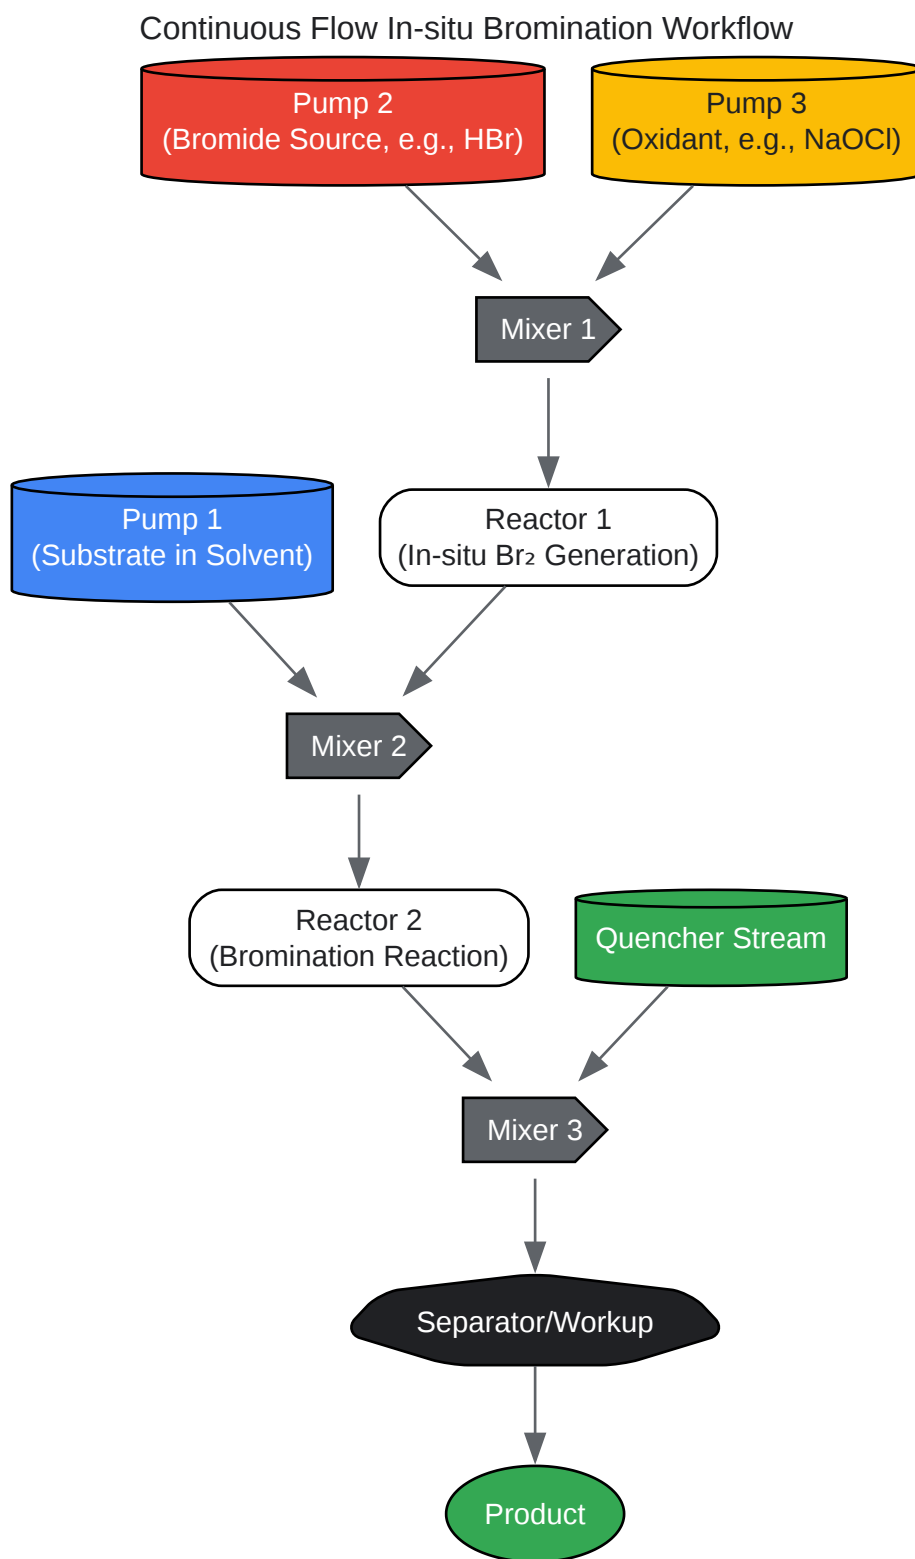 Continuous Flow In-situ Bromination Workflow
Pump 2
(Bromide Source, e.g., HBr)
Pump 3
(Oxidant, e.g., NaOCl)
Mixer 1
Pump 1
(Substrate in Solvent)
Reactor 1
(In-situ Br₂ Generation)
Mixer 2
Reactor 2
(Bromination Reaction)
Quencher Stream
Mixer 3
Separator/Workup
Product